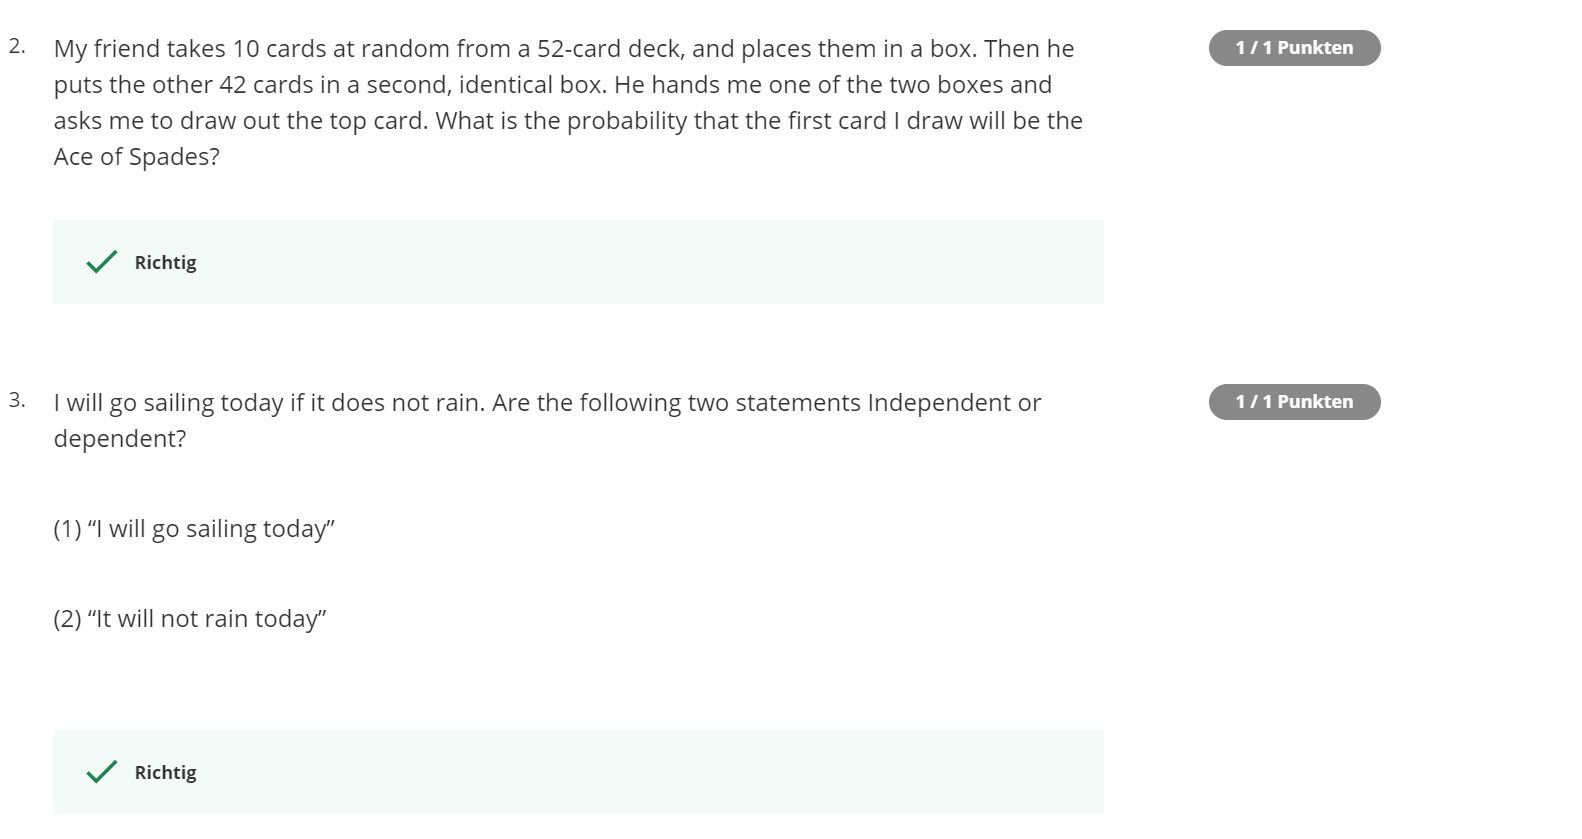 2. My friend takes 10 cards at random from a 52-card deck, and places them in a box. Then he
1 / 1 Punkten
puts the other 42 cards in a second, identical box. He hands me one of the two boxes and
asks me to draw out the top card. What is the probability that the first card I draw will be the
Ace of Spades?
Richtig
3. I will go sailing today if it does not rain. Are the following two statements Independent or
1 / 1 Punkten
dependent?
(1) “I will go sailing today”
(2) “It will not rain today”
Richtig